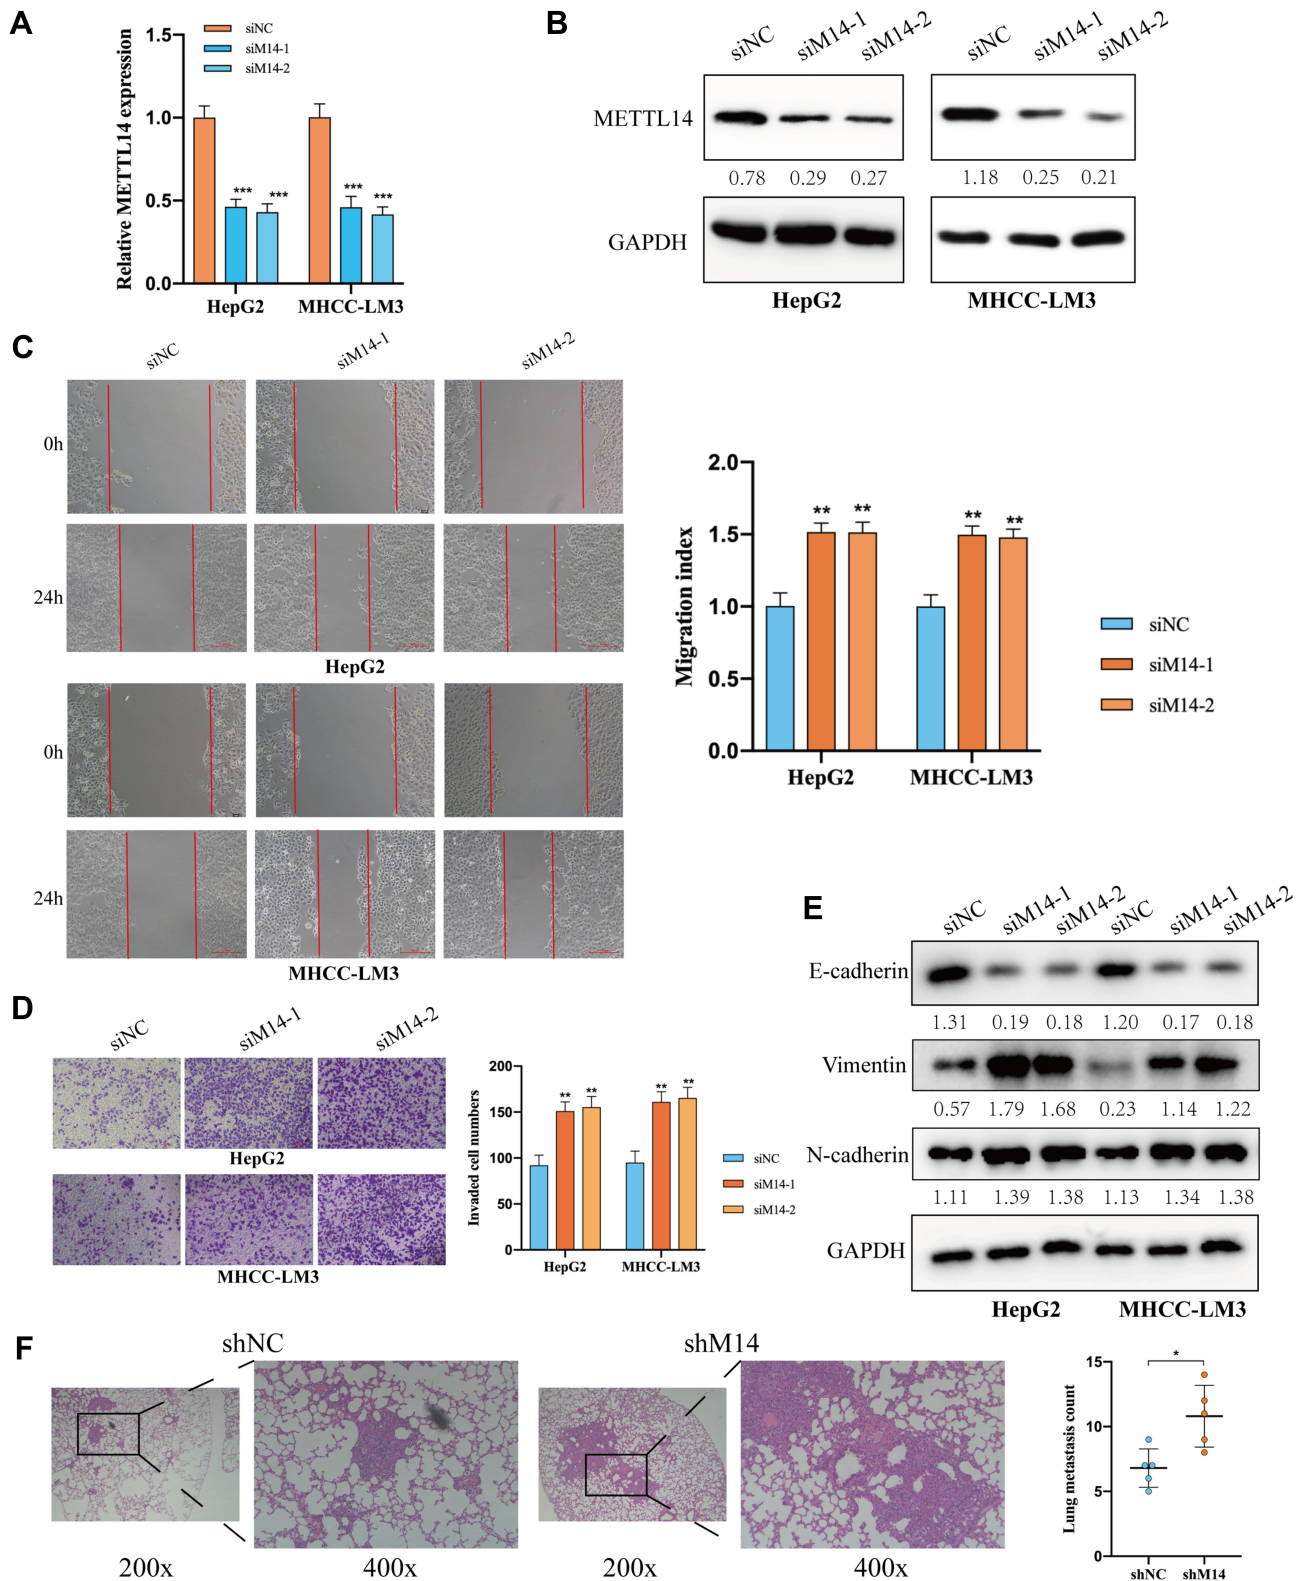 A
Relative METTL14 expression
1.5
1.0
0.5
0.0
siNC
siM14-1
siM14-2
***
***
***
***
HepG2
MHCC-LM3
B
siNC
siM14-1
siM14-2
siNC
siM14-1
siM14-2
METTL14
0.78
0.29
0.27
1.18
0.25
0.21
GAPDH
HepG2
MHCC-LM3
C
siNC
siM14-1
siM14-2
0h
24h
HepG2
0h
24h
MHCC-LM3
Migration index
2.0
1.5
1.0
0.5
0.0
**
**
**
**
HepG2
MHCC-LM3
siNC
siM14-1
siM14-2
D
siNC
siM14-1
siM14-2
HepG2
MHCC-LM3
Invaded cell numbers
200
150
100
50
0
**
**
**
**
HepG2
MHCC-LM3
siNC
siM14-1
siM14-2
E
siNC
siM14-1
siM14-2
siNC
siM14-1
siM14-2
E-cadherin
1.31
0.19
0.18
1.20
0.17
0.18
Vimentin
0.57
1.79
1.68
0.23
1.14
1.22
N-cadherin
1.11
1.39
1.38
1.13
1.34
1.38
GAPDH
HepG2
MHCC-LM3
F
shNC
shM14
200x
400x
200x
400x
Lung metastasis count
15
10
5
0
*
shNC
shM14